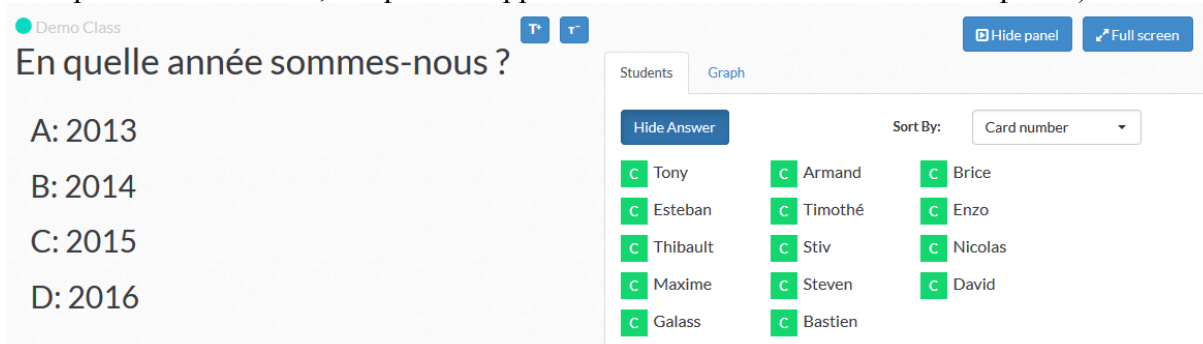 Demo Class
T+ T-
En quelle année sommes-nous ?
A: 2013
B: 2014
C: 2015
D: 2016
Hide panel Full screen
Students Graph
Hide Answer Sort By: Card number
C Tony C Armand C Brice
C Esteban C Timothé C Enzo
C Thibault C Stiv C Nicolas
C Maxime C Steven C David
C Galass C Bastien